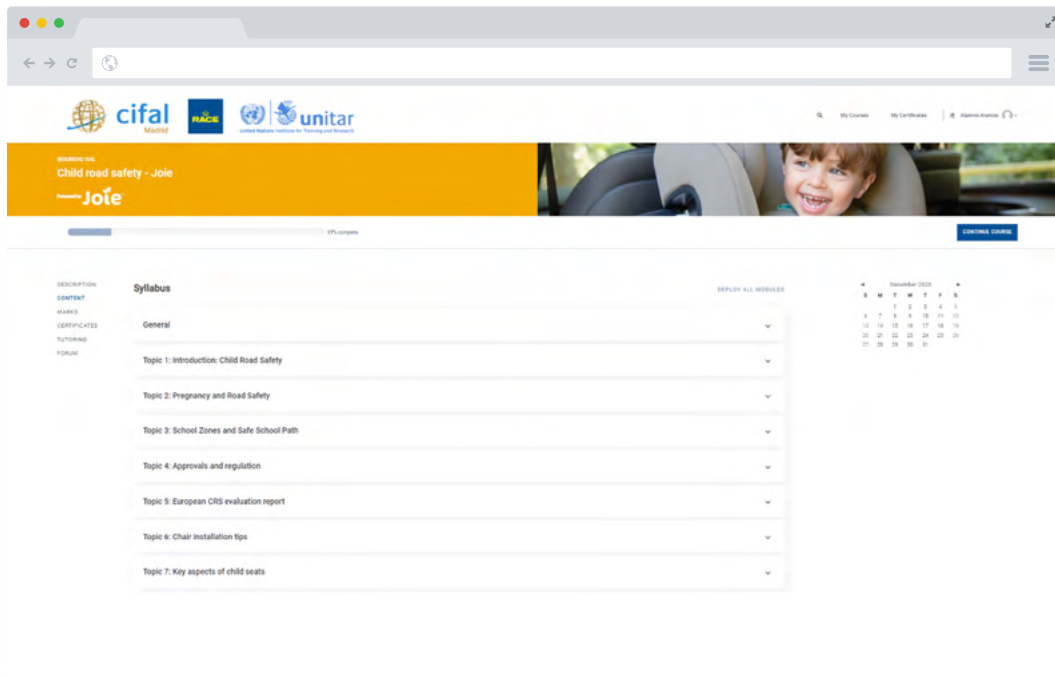 cifal
Madrid
RACE
unitar
United Nations Institute for Training and Research
My Courses
My Certificates
SEGURIDAD VIAL
Child road safety - Joie
Joie
17% complete
CONTINUE COURSE
DESCRIPTION
CONTENT
MARKS
CERTIFICATES
TUTORING
FORUM
Syllabus
DEPLOY ALL MODULES
General
Topic 1: Introduction: Child Road Safety
Topic 2: Pregnancy and Road Safety
Topic 3: School Zones and Safe School Path
Topic 4: Approvals and regulation
Topic 5: European CRS evaluation report
Topic 6: Chair installation tips
Topic 7: Key aspects of child seats
December 2020
S M T W T F S
1 2 3 4 5
6 7 8 9 10 11 12
13 14 15 16 17 18 19
20 21 22 23 24 25 26
27 28 29 30 31